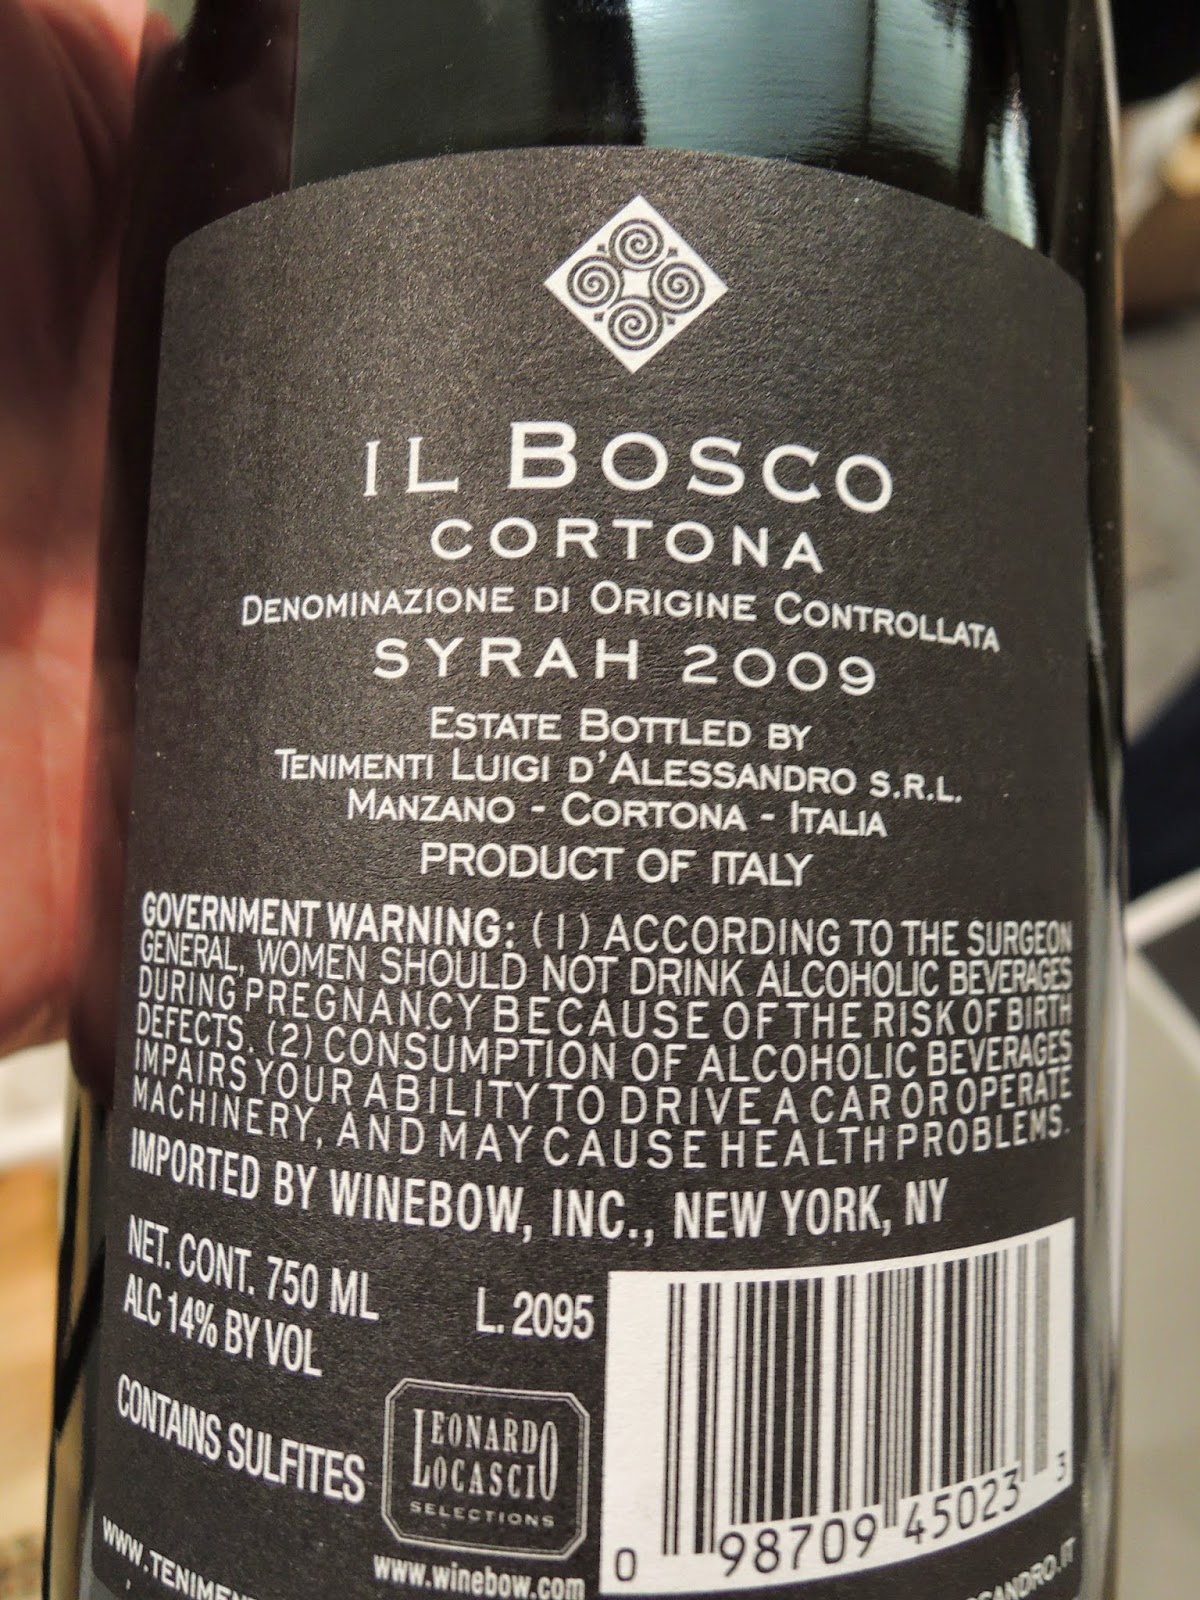 IL BOSCO
CORTONA
DENOMINAZIONE DI ORIGINE CONTROLLATA
SYRAH 2009
ESTATE BOTTLED BY
TENIMENTI LUIGI D'ALESSANDRO S.R.L.
MANZANO - CORTONA - ITALIA
PRODUCT OF ITALY
GOVERNMENT WARNING: (1) ACCORDING TO THE SURGEON
GENERAL, WOMEN SHOULD NOT DRINK ALCOHOLIC BEVERAGES
DURING PREGNANCY BECAUSE OF THE RISK OF BIRTH
DEFECTS. (2) CONSUMPTION OF ALCOHOLIC BEVERAGES
IMPAIRS YOUR ABILITY TO DRIVE A CAR OR OPERATE
MACHINERY, AND MAY CAUSE HEALTH PROBLEMS.
IMPORTED BY WINEBOW, INC., NEW YORK, NY
NET. CONT. 750 ML
ALC 14% BY VOL
L. 2095
CONTAINS SULFITES
LEONARDO
LOCASCIO
SELECTIONS
www.winebow.com
0 98709 45023 3